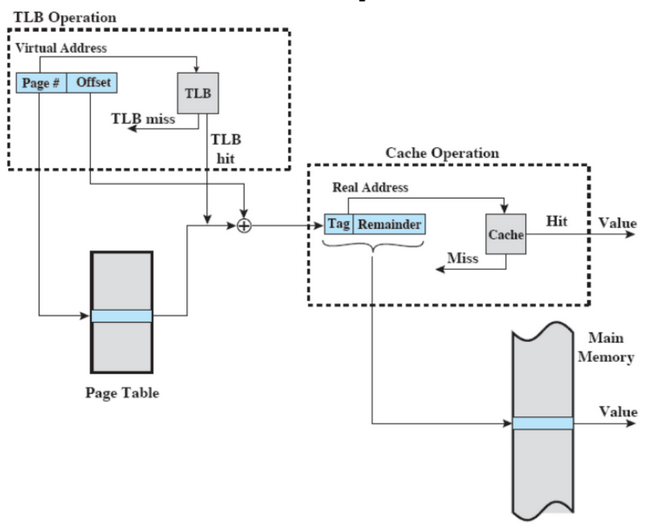 TLB Operation
Virtual Address
Page # Offset
TLB
TLB miss
TLB
hit
Cache Operation
Real Address
Tag Remainder
Cache
Hit
Value
Miss
Page Table
Main
Memory
Value